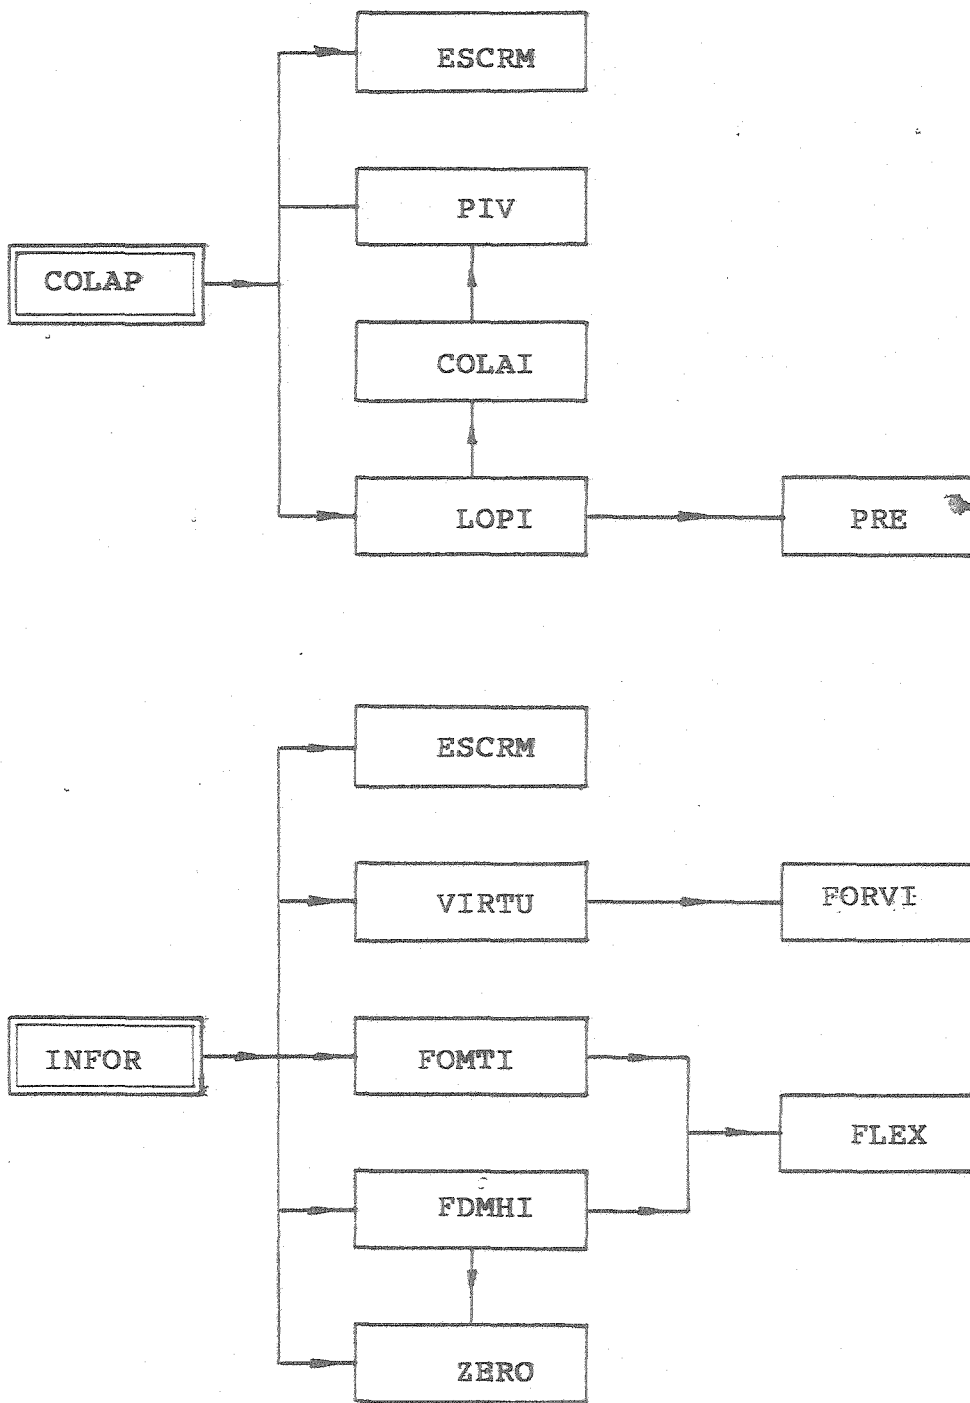 ESCRM
PIV
COLAP
COLAI
LOPI
PRE
ESCRM
VIRTU
FORVI
INFOR
FOMTI
FLEX
FDMHI
ZERO